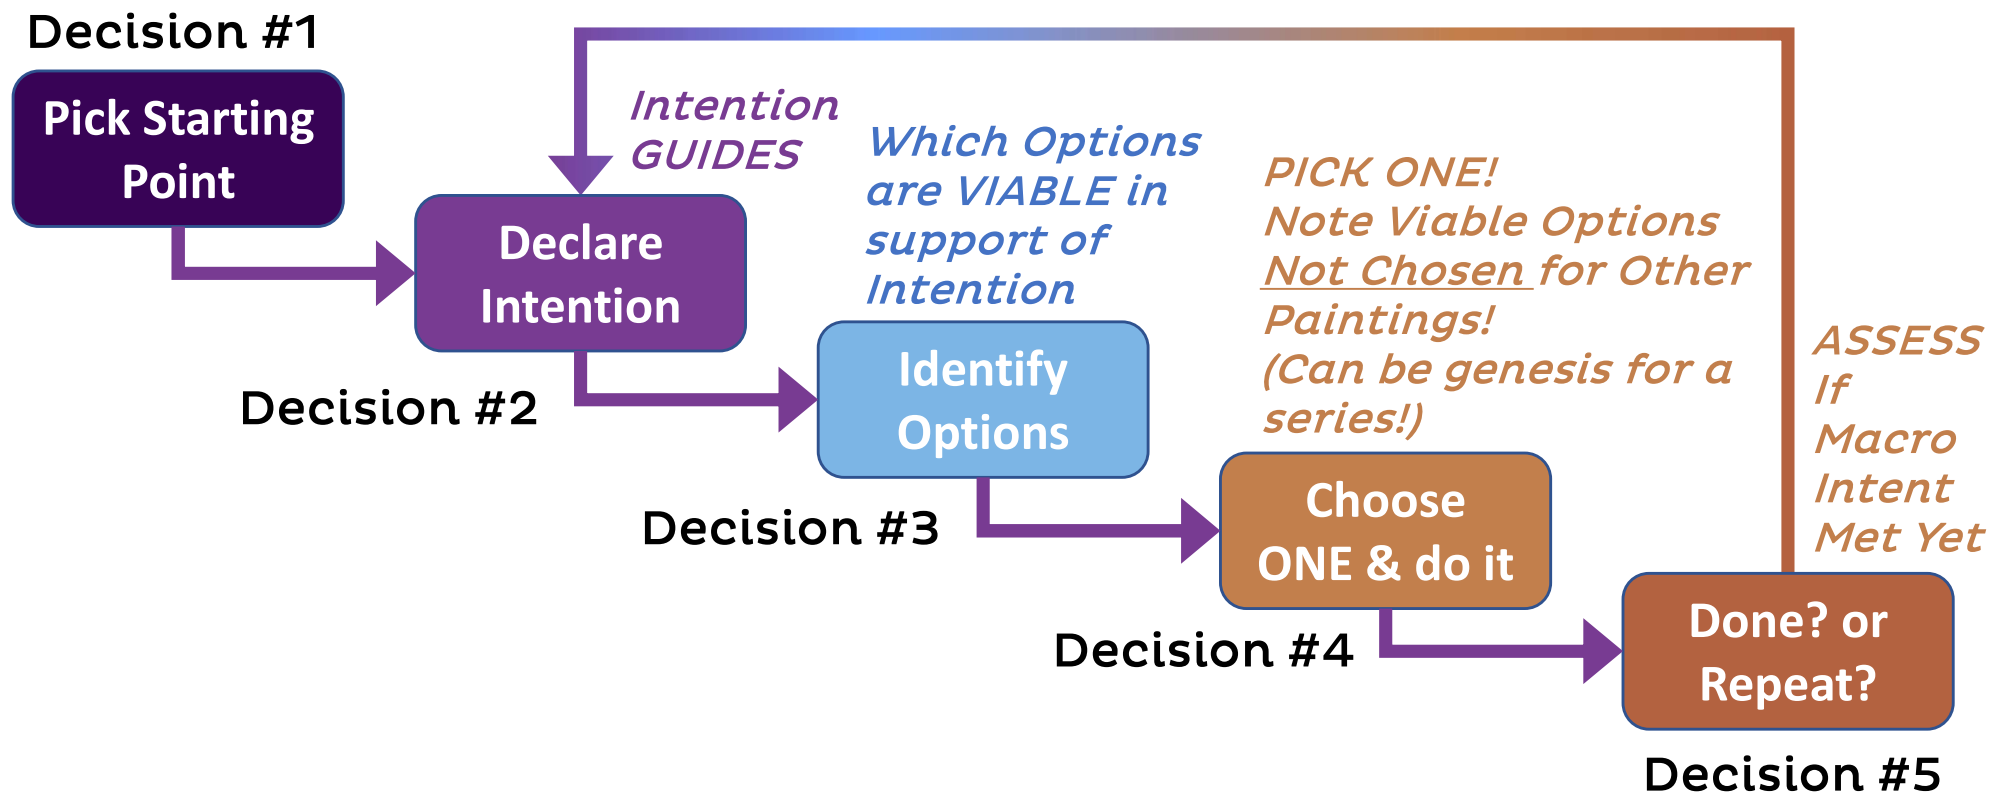 Decision #1
Pick Starting
Point
Intention
GUIDES
Declare
Intention
Decision #2
Which Options
are VIABLE in
support of
Intention
Identify
Options
Decision #3
PICK ONE!
Note Viable Options
Not Chosen for Other
Paintings!
(Can be genesis for a
series!)
Choose
ONE & do it
Decision #4
ASSESS
If
Macro
Intent
Met Yet
Done? or
Repeat?
Decision #5